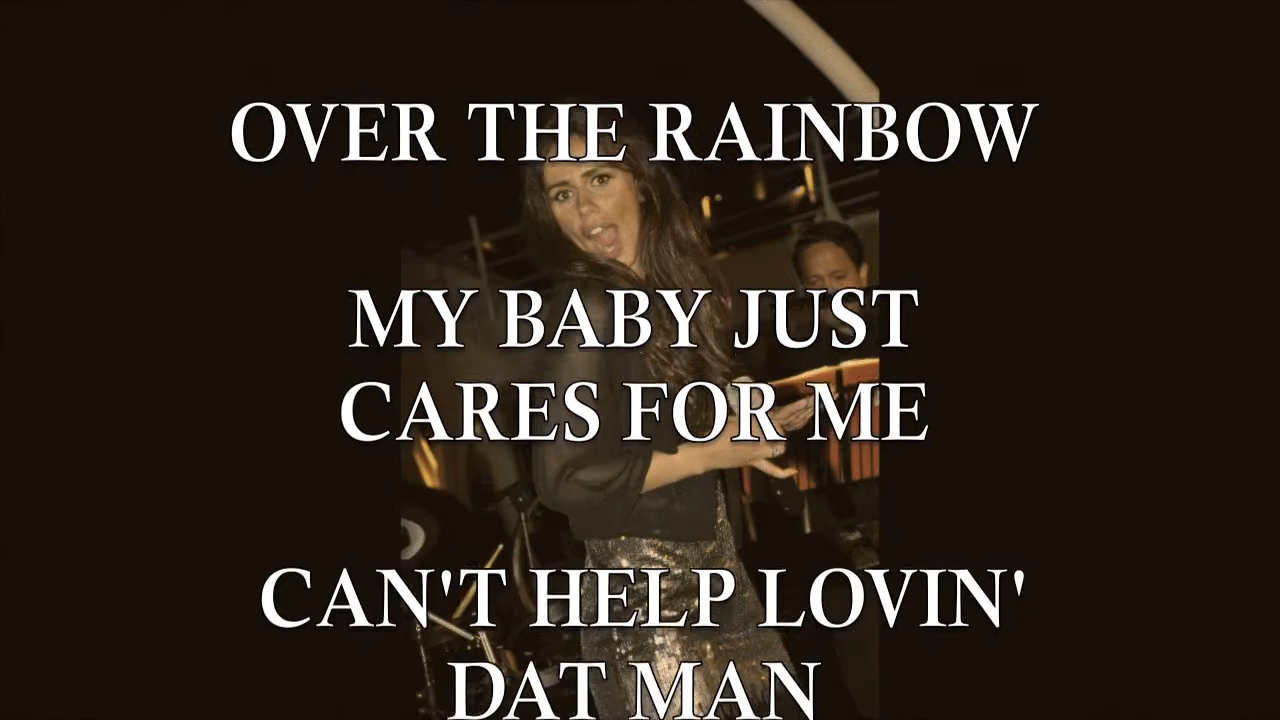 OVER THE RAINBOW
MY BABY JUST
CARES FOR ME
CAN'T HELP LOVIN'
DAT MAN